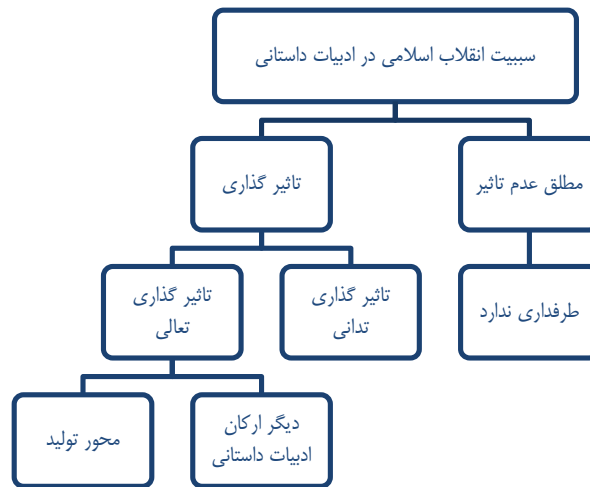 سببیت انقلاب اسلامی در ادبیات داستانی
مطلق عدم تاثیر
تاثیر گذاری
طرفداری ندارد
تاثیر گذاری
تدانی
تاثیر گذاری
تعالی
دیگر ارکان
ادبیات داستانی
محور تولید